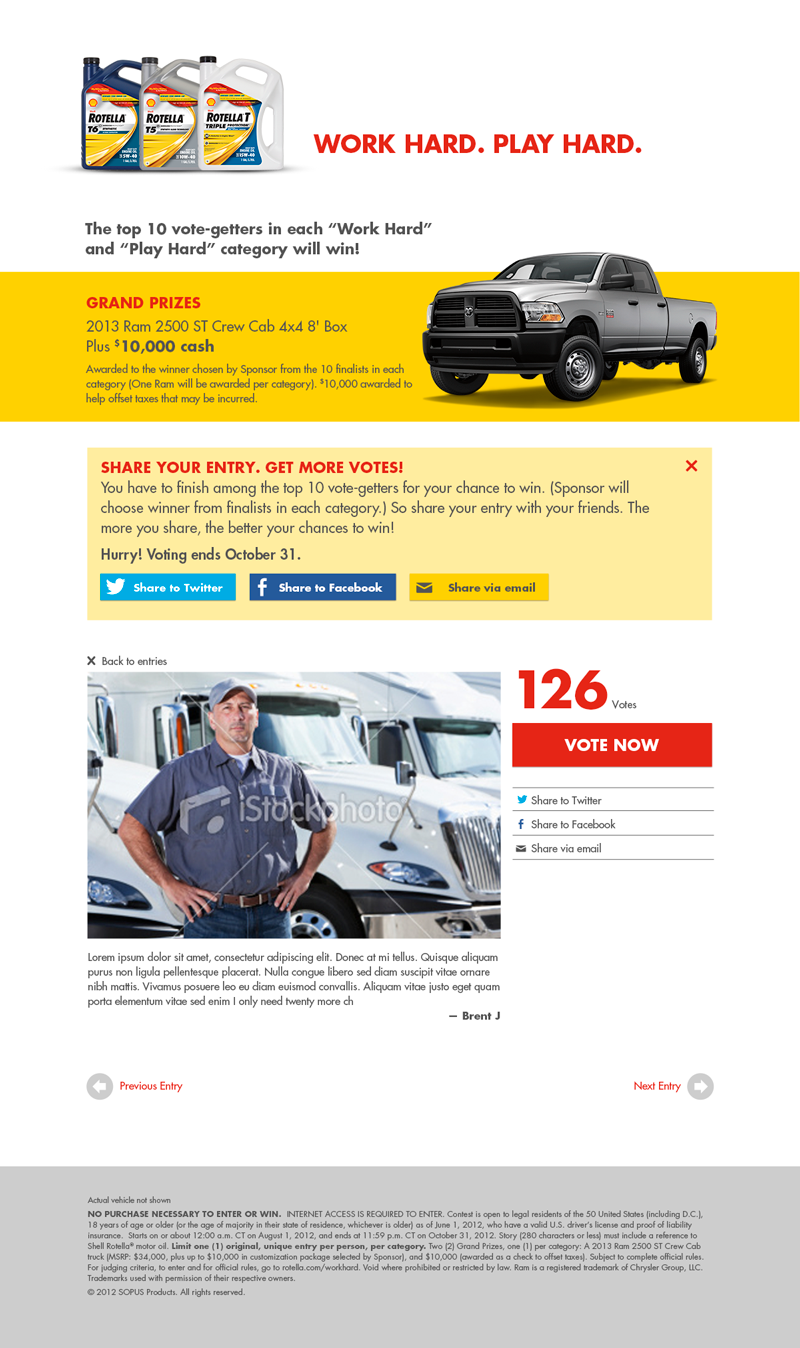 ROTELLA
T6
ROTELLA
T5
ROTELLA T
TRIPLE PROTECTION
WORK HARD. PLAY HARD.
The top 10 vote-getters in each “Work Hard”
and “Play Hard” category will win!
GRAND PRIZES
2013 Ram 2500 ST Crew Cab 4x4 8' Box
Plus $10,000 cash
Awarded to the winner chosen by Sponsor from the 10 finalists in each
category (One Ram will be awarded per category). $10,000 awarded to
help offset taxes that may be incurred.
SHARE YOUR ENTRY. GET MORE VOTES!
You have to finish among the top 10 vote-getters for your chance to win. (Sponsor will
choose winner from finalists in each category.) So share your entry with your friends. The
more you share, the better your chances to win!
Hurry! Voting ends October 31.
Share to Twitter
Share to Facebook
Share via email
Back to entries
iStockphoto
126 Votes
VOTE NOW
Share to Twitter
Share to Facebook
Share via email
Lorem ipsum dolor sit amet, consectetur adipiscing elit. Donec at mi tellus. Quisque aliquam
purus non ligula pellentesque placerat. Nulla congue libero sed diam suscipit vitae ornare
nibh mattis. Vivamus posuere leo eu diam euismod convallis. Aliquam vitae justo eget quam
porta elementum vitae sed enim I only need twenty more ch
— Brent J
Previous Entry
Next Entry
Actual vehicle not shown
NO PURCHASE NECESSARY TO ENTER OR WIN. INTERNET ACCESS IS REQUIRED TO ENTER. Contest is open to legal residents of the 50 United States (including D.C.),
18 years of age or older (or the age of majority in their state of residence, whichever is older) as of June 1, 2012, who have a valid U.S. driver's license and proof of liability
insurance. Starts on or about 12:00 a.m. CT on August 1, 2012, and ends at 11:59 p.m. CT on October 31, 2012. Story (280 characters or less) must include a reference to
Shell Rotella® motor oil. Limit one (1) original, unique entry per person, per category. Two (2) Grand Prizes, one (1) per category: A 2013 Ram 2500 ST Crew Cab
truck (MSRP: $34,000, plus up to $10,000 in customization package selected by Sponsor), and $10,000 (awarded as a check to offset taxes). Subject to complete official rules.
For judging criteria, to enter and for official rules, go to rotella.com/workhard. Void where prohibited or restricted by law. Ram is a registered trademark of Chrysler Group, LLC.
Trademarks used with permission of their respective owners.
© 2012 SOPUS Products. All rights reserved.